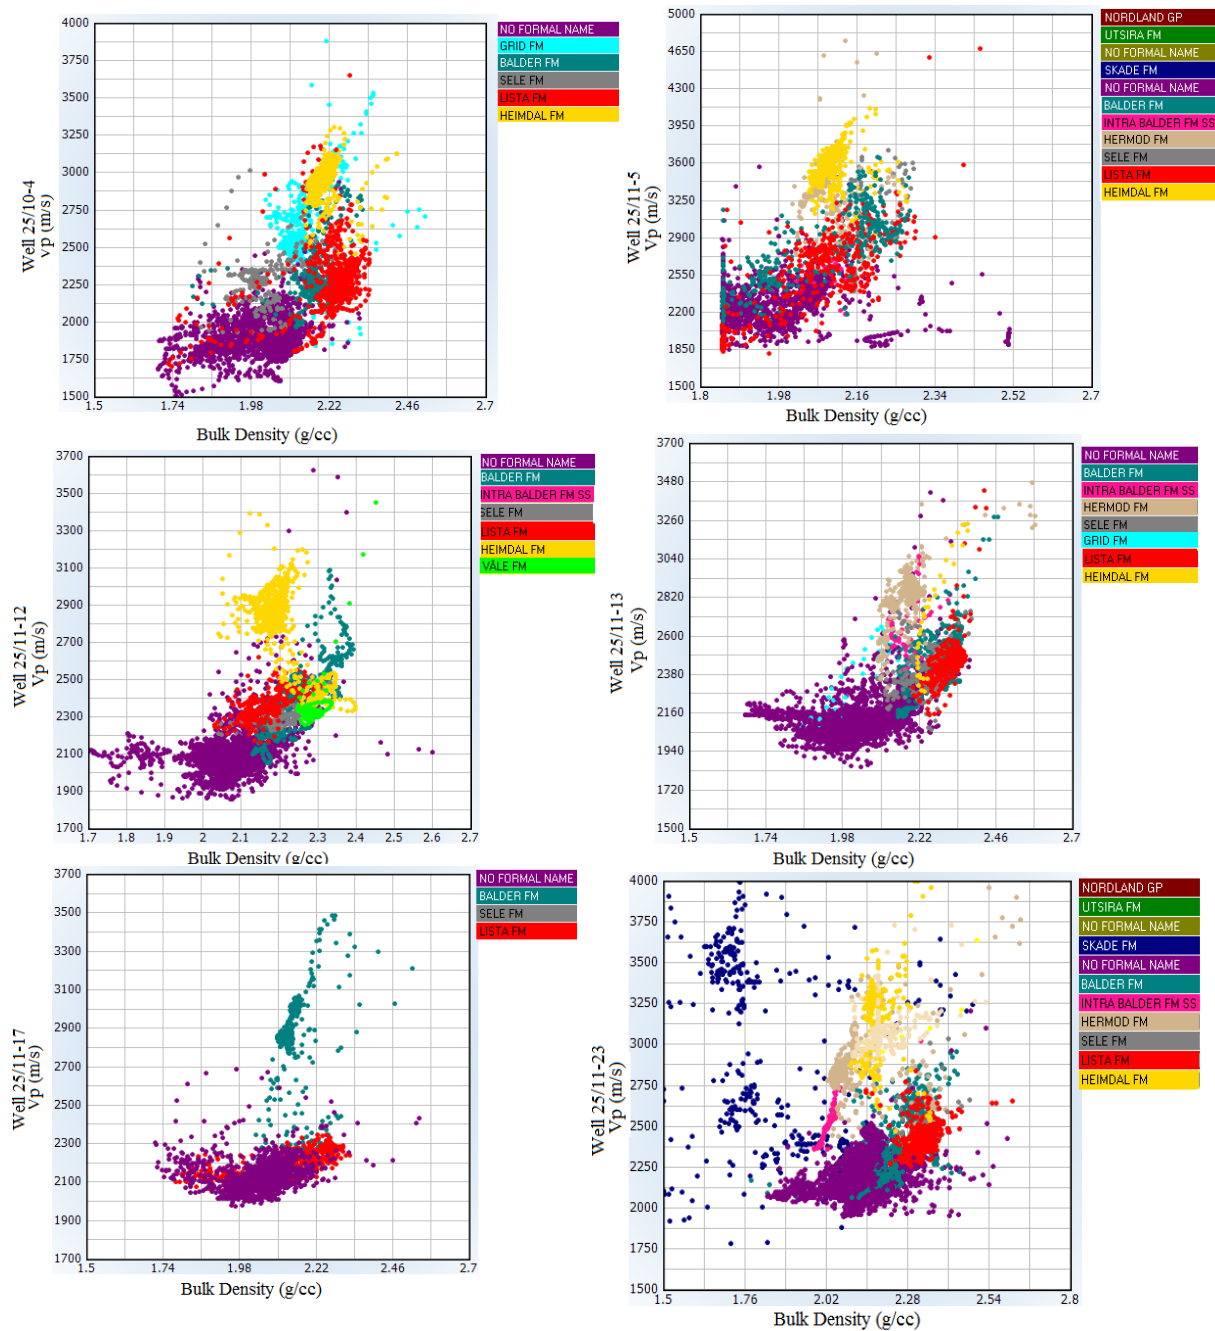 4000
3750
3500
3250
3000
2750
2500
2250
2000
1750
1500
1.5
1.74
1.98
2.22
2.46
2.7
Well 25/10-4
vp (m/s)
Bulk Density (g/cc)
NO FORMAL NAME
GRID FM
BALDER FM
SELE FM
LISTA FM
HEIMDAL FM
5000
4650
4300
3950
3600
3250
2900
2550
2200
1850
1500
1.8
1.98
2.16
2.34
2.52
2.7
Well 25/11-5
Vp (m/s)
Bulk Density (g/cc)
NORDLAND GP
UTSIRA FM
NO FORMAL NAME
SKADE FM
NO FORMAL NAME
BALDER FM
INTRA BALDER FM SS
HERMOD FM
SELE FM
LISTA FM
HEIMDAL FM
3700
3500
3300
3100
2900
2700
2500
2300
2100
1900
1700
1.7
1.8
1.9
2
2.1
2.2
2.3
2.4
2.5
2.6
2.7
Well 25/11-12
Vp (m/s)
Bulk Density (g/cc)
NO FORMAL NAME
BALDER FM
INTRA BALDER FM SS
SELE FM
LISTA FM
HEIMDAL FM
VÅLE FM
3700
3480
3260
3040
2820
2600
2380
2160
1940
1720
1500
1.5
1.74
1.98
2.22
2.46
2.7
Well 25/11-13
Vp (m/s)
Bulk Density (g/cc)
NO FORMAL NAME
BALDER FM
INTRA BALDER FM SS
HERMOD FM
SELE FM
GRID FM
LISTA FM
HEIMDAL FM
3700
3500
3300
3100
2900
2700
2500
2300
2100
1900
1700
1.5
1.74
1.98
2.22
2.46
2.7
Well 25/11-17
Vp (m/s)
Bulk Density (g/cc)
NO FORMAL NAME
BALDER FM
SELE FM
LISTA FM
4000
3750
3500
3250
3000
2750
2500
2250
2000
1750
1500
1.5
1.76
2.02
2.28
2.54
2.8
Well 25/11-23
Vp (m/s)
Bulk Density (g/cc)
NORDLAND GP
UTSIRA FM
NO FORMAL NAME
SKADE FM
NO FORMAL NAME
BALDER FM
INTRA BALDER FM SS
HERMOD FM
SELE FM
LISTA FM
HEIMDAL FM